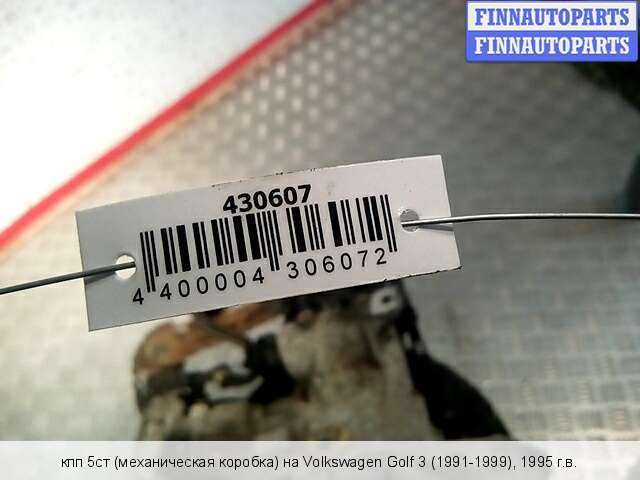 FINNAUTOPARTS
FINNAUTOPARTS
430607
4 400004 306072
кпп 5ст (механическая коробка) на Volkswagen Golf 3 (1991-1999), 1995 г.в.